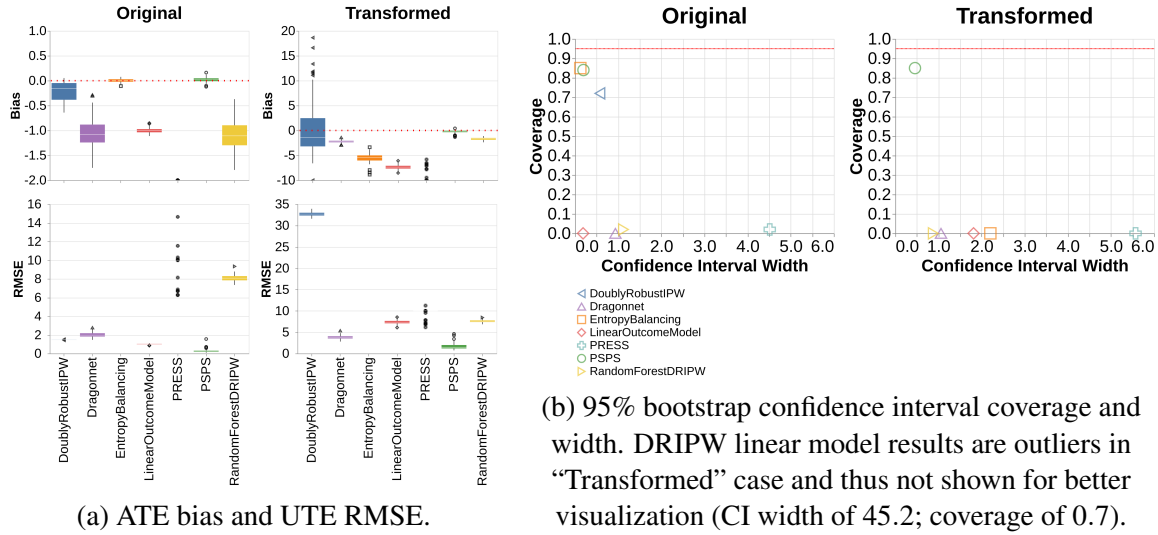 Original
Transformed
Bias
1.0
0.5
0.0
-0.5
-1.0
-1.5
-2.0
20
15
10
5
0
-5
-10
Bias
RMSE
16
14
12
10
8
6
4
2
0
35
30
25
20
15
10
5
0
RMSE
DoublyRobustIPW
Dragonnet
EntropyBalancing
LinearOutcomeModel
PRESS
PSPS
RandomForestDRIPW
DoublyRobustIPW
Dragonnet
EntropyBalancing
LinearOutcomeModel
PRESS
PSPS
RandomForestDRIPW
(a) ATE bias and UTE RMSE.
Original
Transformed
Coverage
1.0
0.9
0.8
0.7
0.6
0.5
0.4
0.3
0.2
0.1
0.0
0.0 1.0 2.0 3.0 4.0 5.0 6.0
Confidence Interval Width
Coverage
1.0
0.9
0.8
0.7
0.6
0.5
0.4
0.3
0.2
0.1
0.0
0.0 1.0 2.0 3.0 4.0 5.0 6.0
Confidence Interval Width
DoublyRobustIPW
Dragonnet
EntropyBalancing
LinearOutcomeModel
PRESS
PSPS
RandomForestDRIPW
(b) 95% bootstrap confidence interval coverage and
width. DRIPW linear model results are outliers in
“Transformed” case and thus not shown for better
visualization (CI width of 45.2; coverage of 0.7).